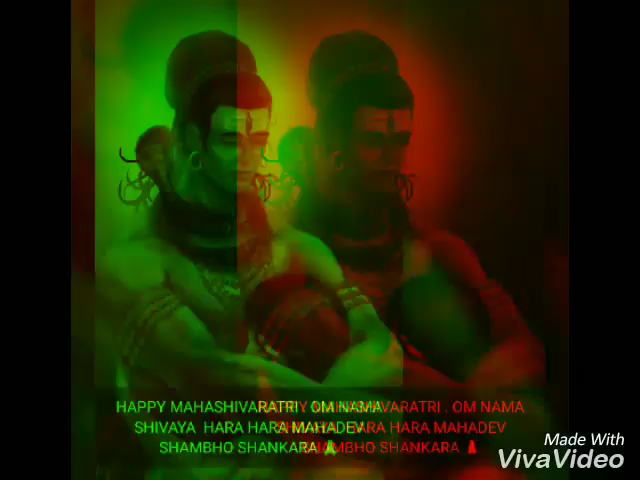 HAPPY MAHASHIVARATRI . OM NAMA
SHIVAYA HARA HARA MAHADEV
SHAMBHO SHANKARA
Made With
VivaVideo